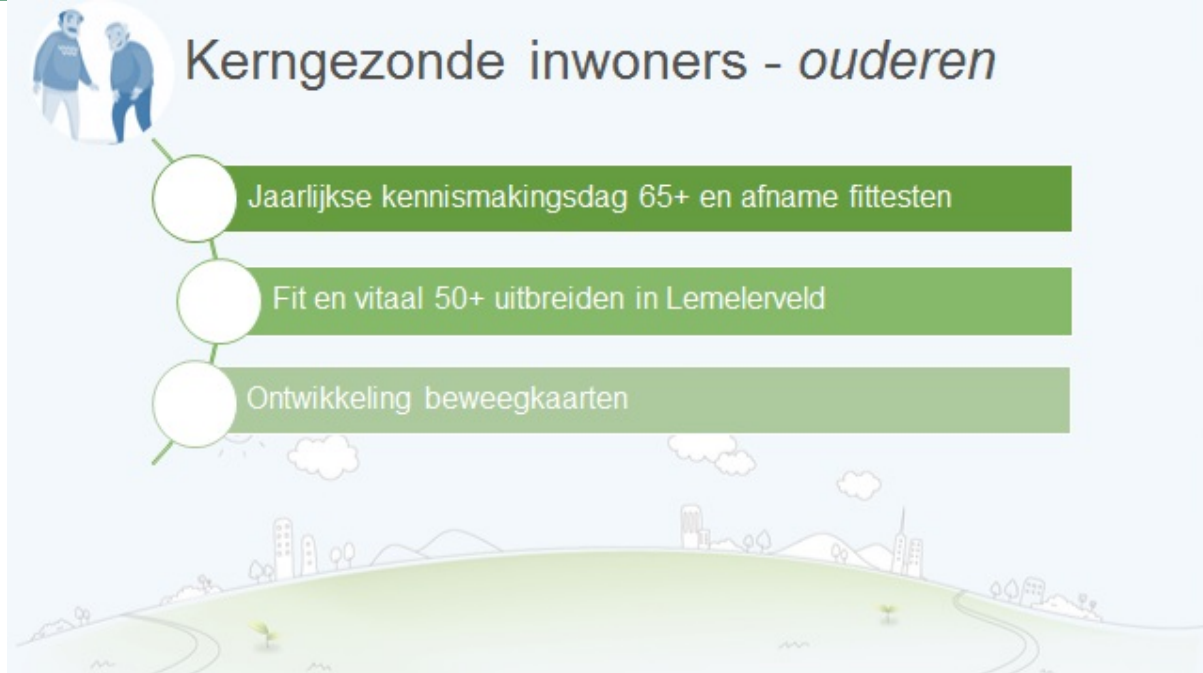 Kerngezonde inwoners - ouderen
Jaarlijkse kennismakingsdag 65+ en afname fittesten
Fit en vitaal 50+ uitbreiden in Lemelerveld
Ontwikkeling beweegkaarten